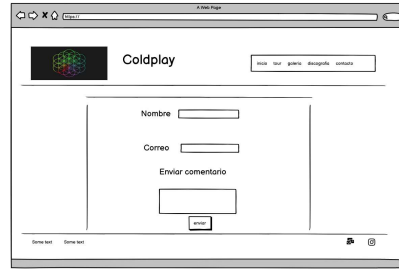 A Web Page
https://
Coldplay
inicio tour galeria discografia contacto
Nombre
Correo
Enviar comentario
enviar
Some text Some text